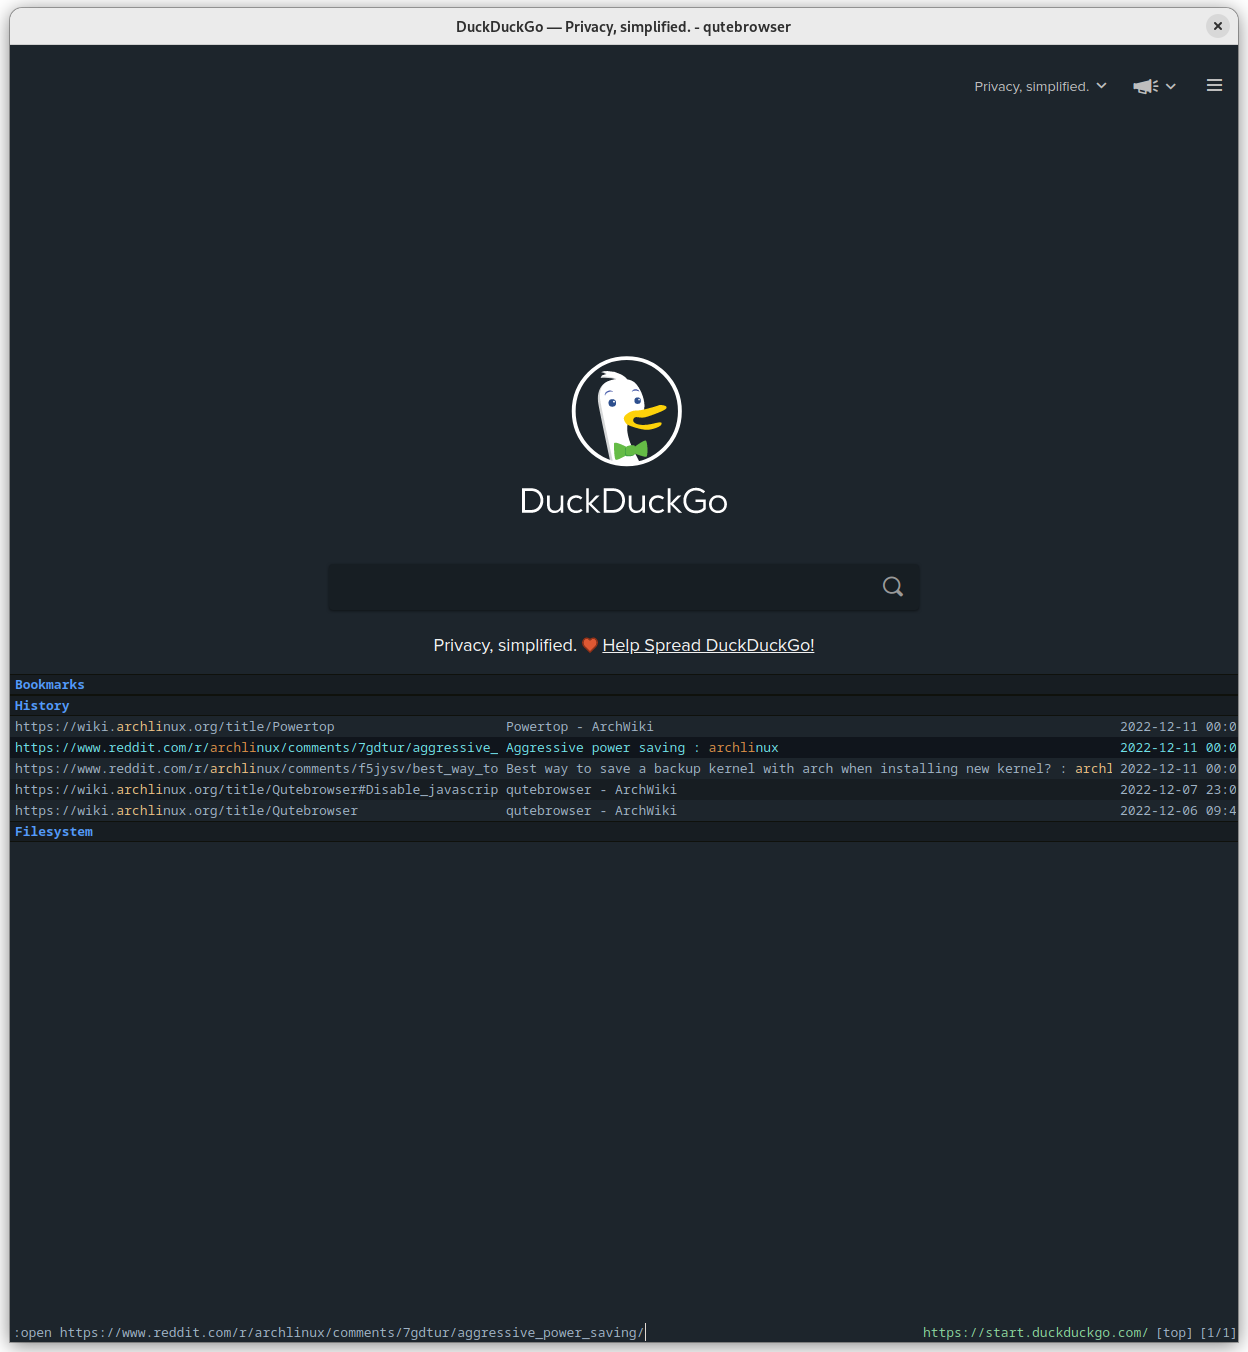 DuckDuckGo — Privacy, simplified. - qutebrowser
Privacy, simplified.
DuckDuckGo
Privacy, simplified. ❤️ Help Spread DuckDuckGo!
Bookmarks
History
https://wiki.archlinux.org/title/Powertop Powertop - ArchWiki 2022-12-11 00:0
https://www.reddit.com/r/archlinux/comments/7gdtur/aggressive_ Aggressive power saving : archlinux 2022-12-11 00:0
https://www.reddit.com/r/archlinux/comments/f5jysv/best_way_to Best way to save a backup kernel with arch when installing new kernel? : archl 2022-12-11 00:0
https://wiki.archlinux.org/title/Qutebrowser#Disable_javascrip qutebrowser - ArchWiki 2022-12-07 23:0
https://wiki.archlinux.org/title/Qutebrowser qutebrowser - ArchWiki 2022-12-06 09:4
Filesystem
:open https://www.reddit.com/r/archlinux/comments/7gdtur/aggressive_power_saving/ https://start.duckduckgo.com/ [top] [1/1]